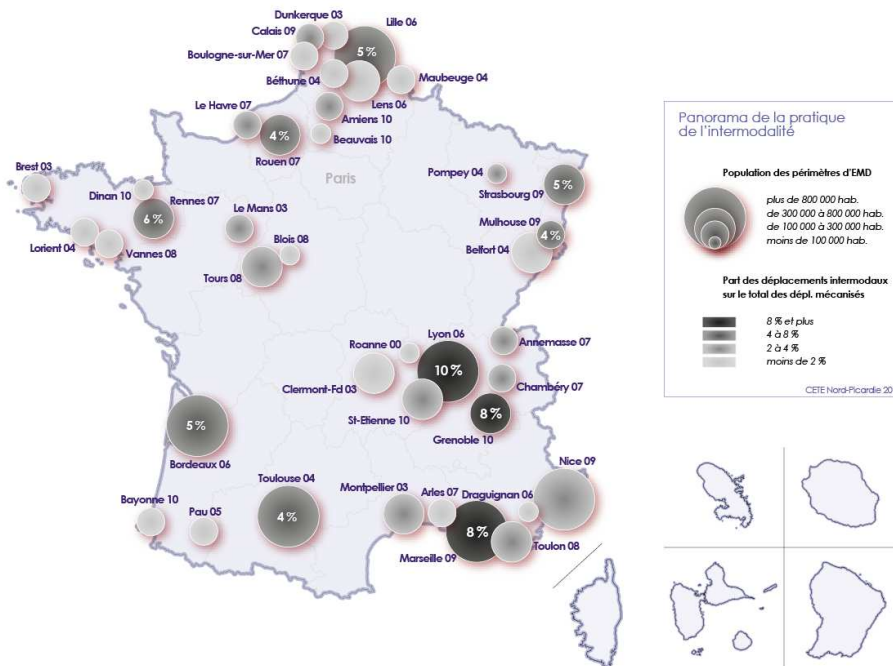 Dunkerque 03
Lille 06
Calais 09
5 %
Boulogne-sur-Mer 07
Béthune 04
Maubeuge 04
Le Havre 07
Lens 06
Amiens 10
4 %
Beauvais 10
Rouen 07
Paris
Pompey 04
Brest 03
5 %
Strasbourg 09
Dinan 10
Rennes 07
Le Mans 03
6 %
Mulhouse 09
4 %
Lorient 04
Blois 08
Belfort 04
Vannes 08
Tours 08
Roanne 00
Lyon 06
Annemasse 07
10 %
Clermont-Fd 03
Chambéry 07
St-Etienne 10
8 %
5 %
Grenoble 10
Bordeaux 06
Nice 09
Toulouse 04
Montpellier 03
Arles 07
Draguignan 06
Bayonne 10
Pau 05
4 %
8 %
Toulon 08
Marseille 09
Panorama de la pratique
de l'intermodalité
Population des périmètres d'EMD
plus de 800 000 hab.
de 300 000 à 800 000 hab.
de 100 000 à 300 000 hab.
moins de 100 000 hab.
Part des déplacements intermodaux
sur le total des dépl. mécanisés
8 % et plus
4 à 8 %
2 à 4 %
moins de 2 %
CETE Nord-Picardie 20